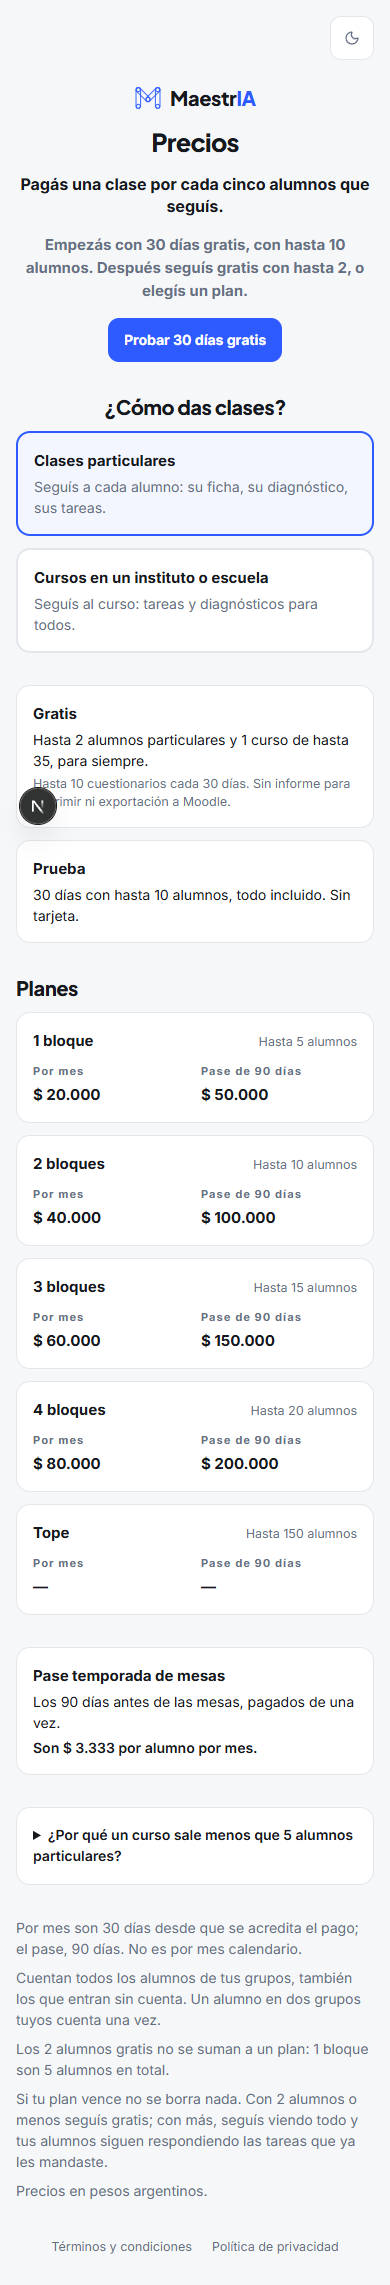 MaestrIA
Precios
Pagás una clase por cada cinco alumnos que
seguís.
Empezás con 30 días gratis, con hasta 10
alumnos. Después seguís gratis con hasta 2, o
elegís un plan.
Probar 30 días gratis
¿Cómo das clases?
Clases particulares
Seguís a cada alumno: su ficha, su diagnóstico,
sus tareas.
Cursos en un instituto o escuela
Seguís al curso: tareas y diagnósticos para
todos.
Gratis
Hasta 2 alumnos particulares y 1 curso de hasta
35, para siempre.
Hasta 10 cuestionarios cada 30 días. Sin informe para
ni exportación a Moodle.
N
Prueba
30 días con hasta 10 alumnos, todo incluido. Sin
tarjeta.
Planes
1 bloque Hasta 5 alumnos
Por mes Pase de 90 días
$ 20.000 $ 50.000
2 bloques Hasta 10 alumnos
Por mes Pase de 90 días
$ 40.000 $ 100.000
3 bloques Hasta 15 alumnos
Por mes Pase de 90 días
$ 60.000 $ 150.000
4 bloques Hasta 20 alumnos
Por mes Pase de 90 días
$ 80.000 $ 200.000
Tope Hasta 150 alumnos
Por mes Pase de 90 días
— —
Pase temporada de mesas
Los 90 días antes de las mesas, pagados de una
vez.
Son $ 3.333 por alumno por mes.
¿Por qué un curso sale menos que 5 alumnos
particulares?
Por mes son 30 días desde que se acredita el pago;
el pase, 90 días. No es por mes calendario.
Cuentan todos los alumnos de tus grupos, también
los que entran sin cuenta. Un alumno en dos grupos
tuyos cuenta una vez.
Los 2 alumnos gratis no se suman a un plan: 1 bloque
son 5 alumnos en total.
Si tu plan vence no se borra nada. Con 2 alumnos o
menos seguís gratis; con más, seguís viendo todo y
tus alumnos siguen respondiendo las tareas que ya
les mandaste.
Precios en pesos argentinos.
Términos y condiciones Política de privacidad